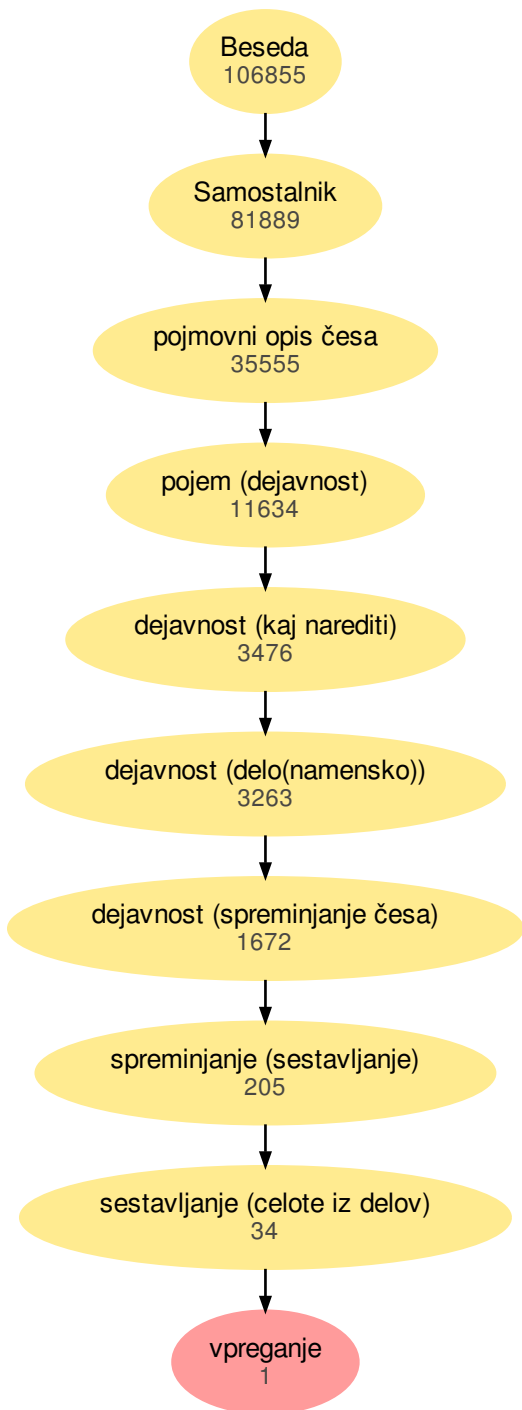 Beseda
106855
Samostalnik
81889
pojmovni opis česa
35555
pojem (dejavnost)
11634
dejavnost (kaj narediti)
3476
dejavnost (delo(namensko))
3263
dejavnost (spreminjanje česa)
1672
spreminjanje (sestavljanje)
205
sestavljanje (celote iz delov)
34
vpreganje
1